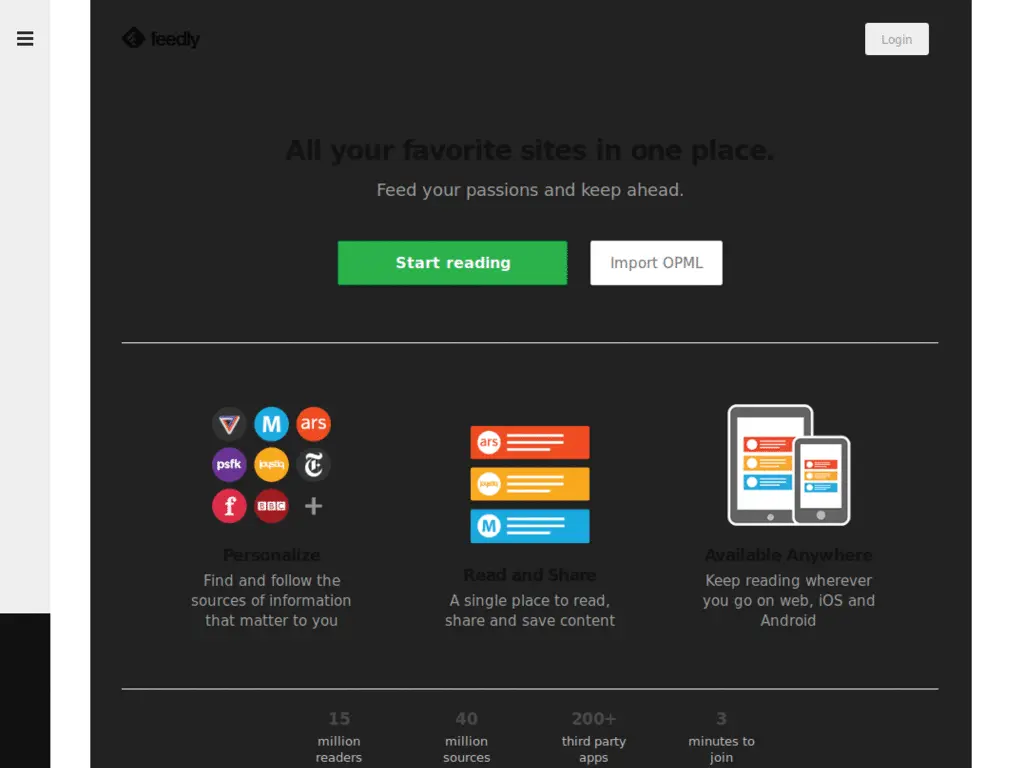 feedly
Login
All your favorite sites in one place.
Feed your passions and keep ahead.
Start reading
Import OPML
M
ars
psfk
f
BBC
+
ars
M
Personalize
Find and follow the
sources of information
that matter to you
Read and Share
A single place to read,
share and save content
Available Anywhere
Keep reading wherever
you go on web, iOS and
Android
15
million
readers
40
million
sources
200+
third party
apps
3
minutes to
join